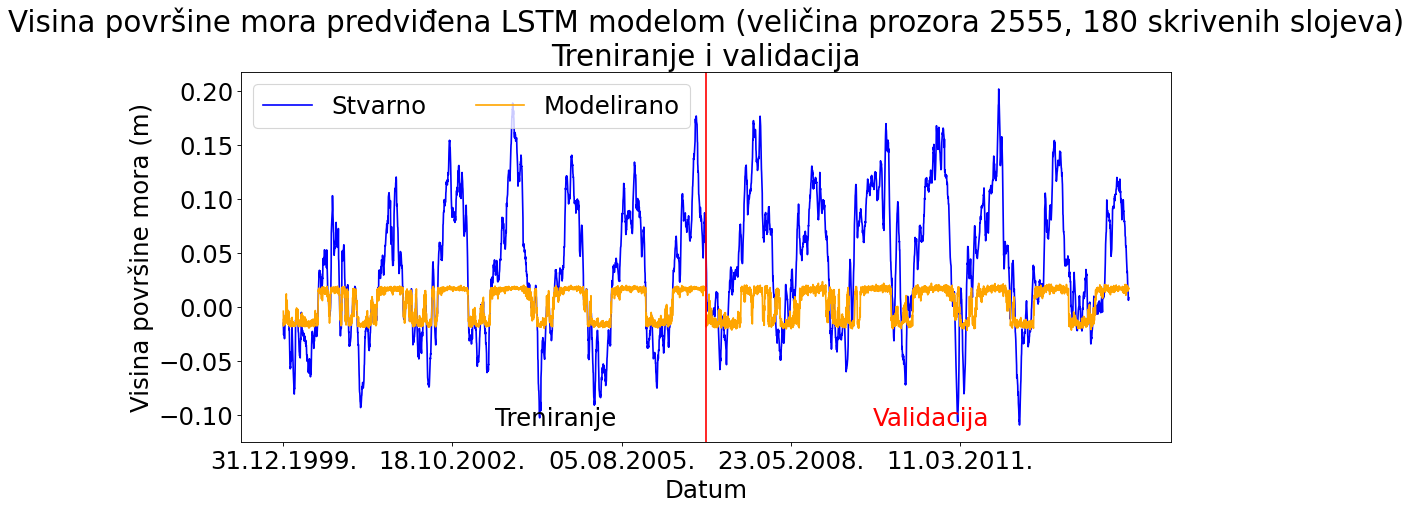 Visina površine mora predviđena LSTM modelom (veličina prozora 2555, 180 skrivenih slojeva)
Treniranje i validacija
Stvarno
Modelirano
Visina površine mora (m)
0.20
0.15
0.10
0.05
0.00
−0.05
−0.10
Treniranje
Validacija
31.12.1999.
18.10.2002.
05.08.2005.
23.05.2008.
11.03.2011.
Datum